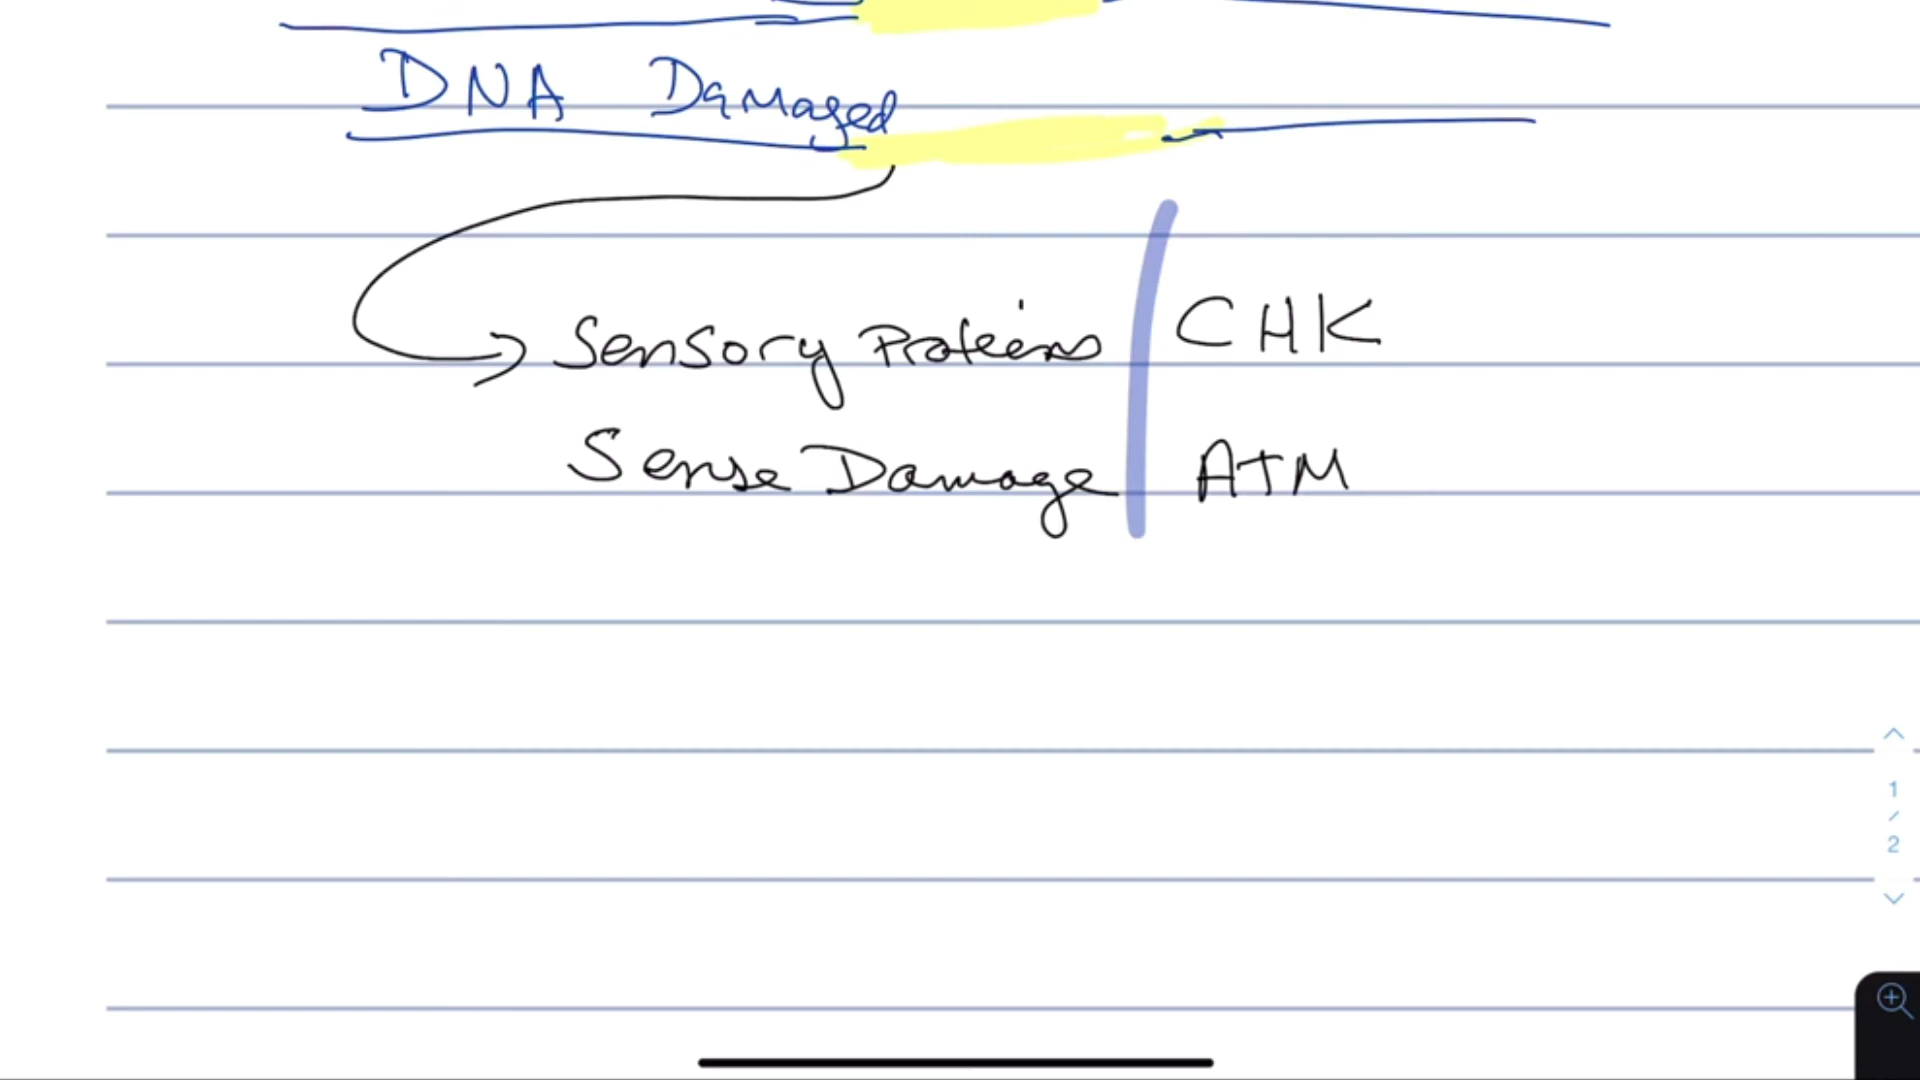 DNA Damaged
Sensory Proteins CHK
Sense Damage ATM
1
/
2